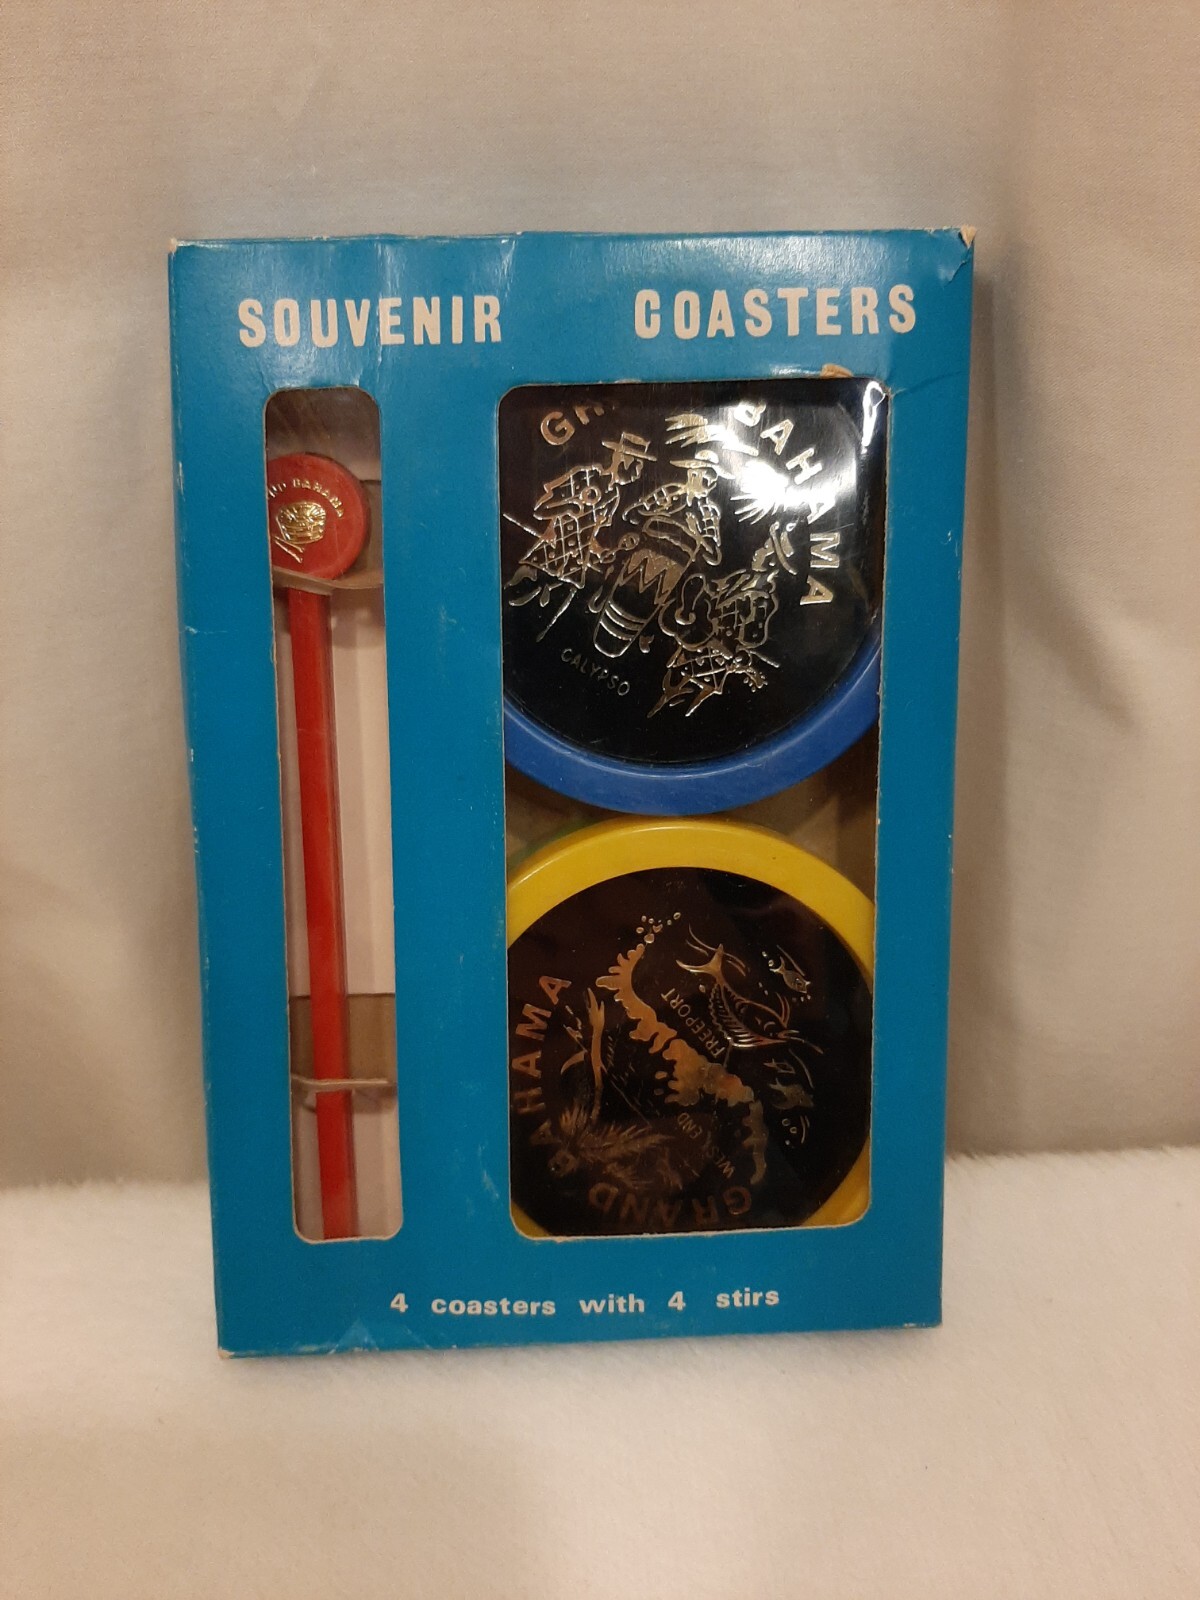 SOUVENIR COASTERS
BAHAMA
BAHAMA
CALYPSO
FREEPORT
WEST END
GRAND
4 coasters with 4 stirs